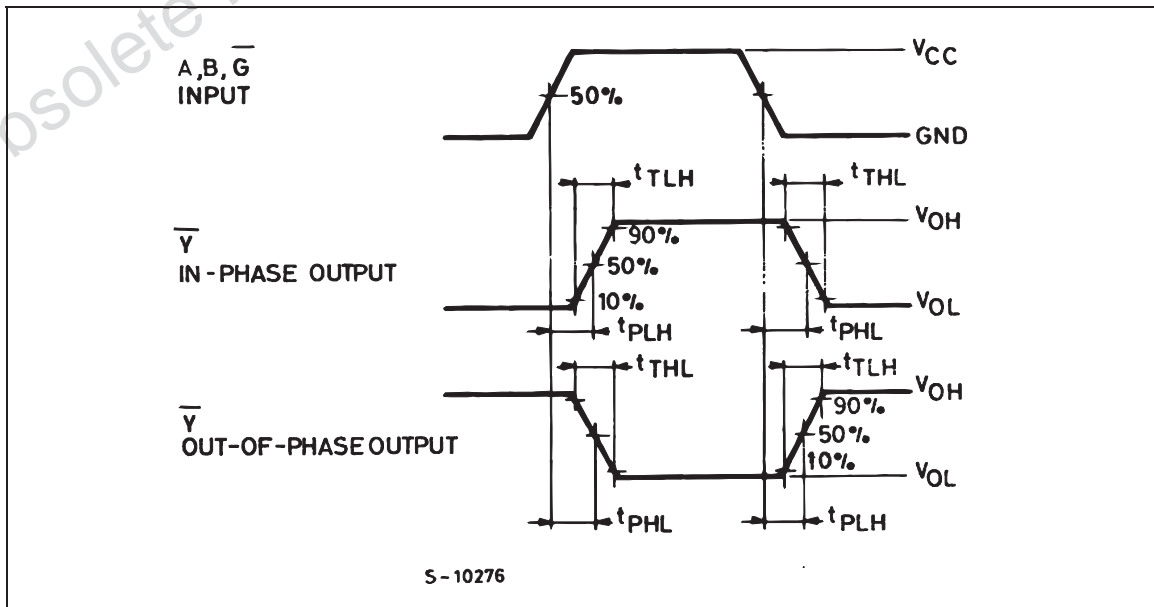 A,B,G̅
INPUT
50%
VCC
GND
tTLH
tTHL
Y̅
IN-PHASE OUTPUT
90%
50%
10%
VOH
VOL
tPLH
tPHL
tTHL
tTLH
Y̅
OUT-OF-PHASE OUTPUT
VOH
90%
50%
10%
VOL
tPHL
tPLH
S-10276